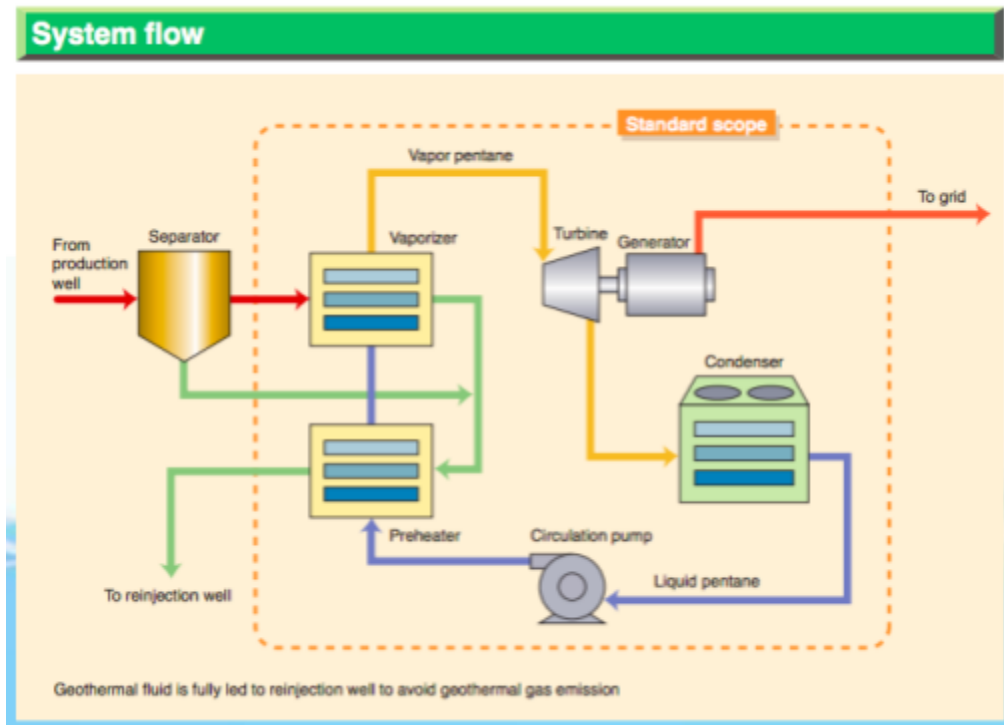 System flow
Standard scope
Vapor pentane
To grid
Separator
Vaporizer
Turbine
Generator
From
production
well
Condenser
Preheater
Circulation pump
Liquid pentane
To reinjection well
Geothermal fluid is fully led to reinjection well to avoid geothermal gas emission